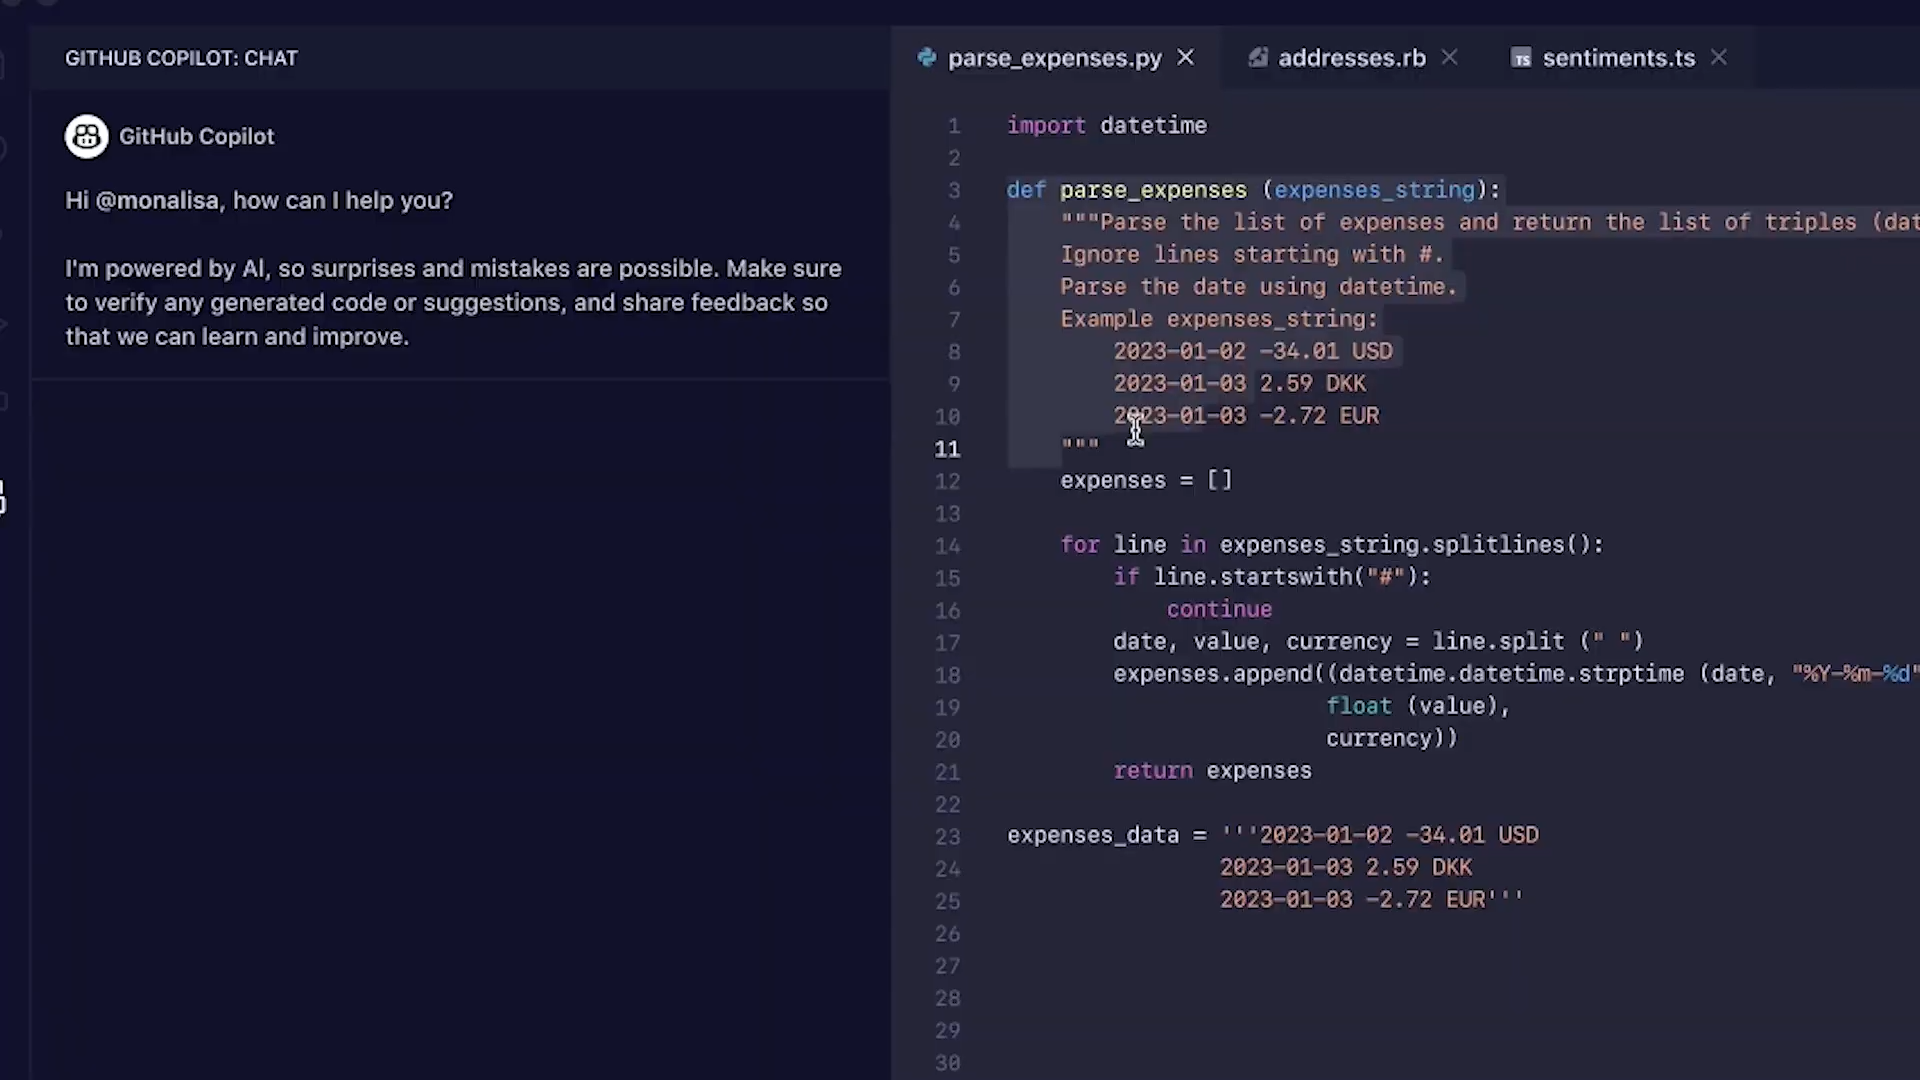 GITHUB COPILOT: CHAT
GitHub Copilot
Hi @monalisa, how can I help you?
I'm powered by AI, so surprises and mistakes are possible. Make sure
to verify any generated code or suggestions, and share feedback so
that we can learn and improve.
parse_expenses.py addresses.rb TS sentiments.ts
1 import datetime
2
3 def parse_expenses (expenses_string):
4 """Parse the list of expenses and return the list of triples (dat
5 Ignore lines starting with #.
6 Parse the date using datetime.
7 Example expenses_string:
8 2023-01-02 -34.01 USD
9 2023-01-03 2.59 DKK
10 2023-01-03 -2.72 EUR
11 """
12 expenses = []
13
14 for line in expenses_string.splitlines():
15 if line.startswith("#"):
16 continue
17 date, value, currency = line.split (" ")
18 expenses.append((datetime.datetime.strptime (date, "%Y-%m-%d"
19 float (value),
20 currency))
21 return expenses
22
23 expenses_data = '''2023-01-02 -34.01 USD
24 2023-01-03 2.59 DKK
25 2023-01-03 -2.72 EUR'''
26
27
28
29
30